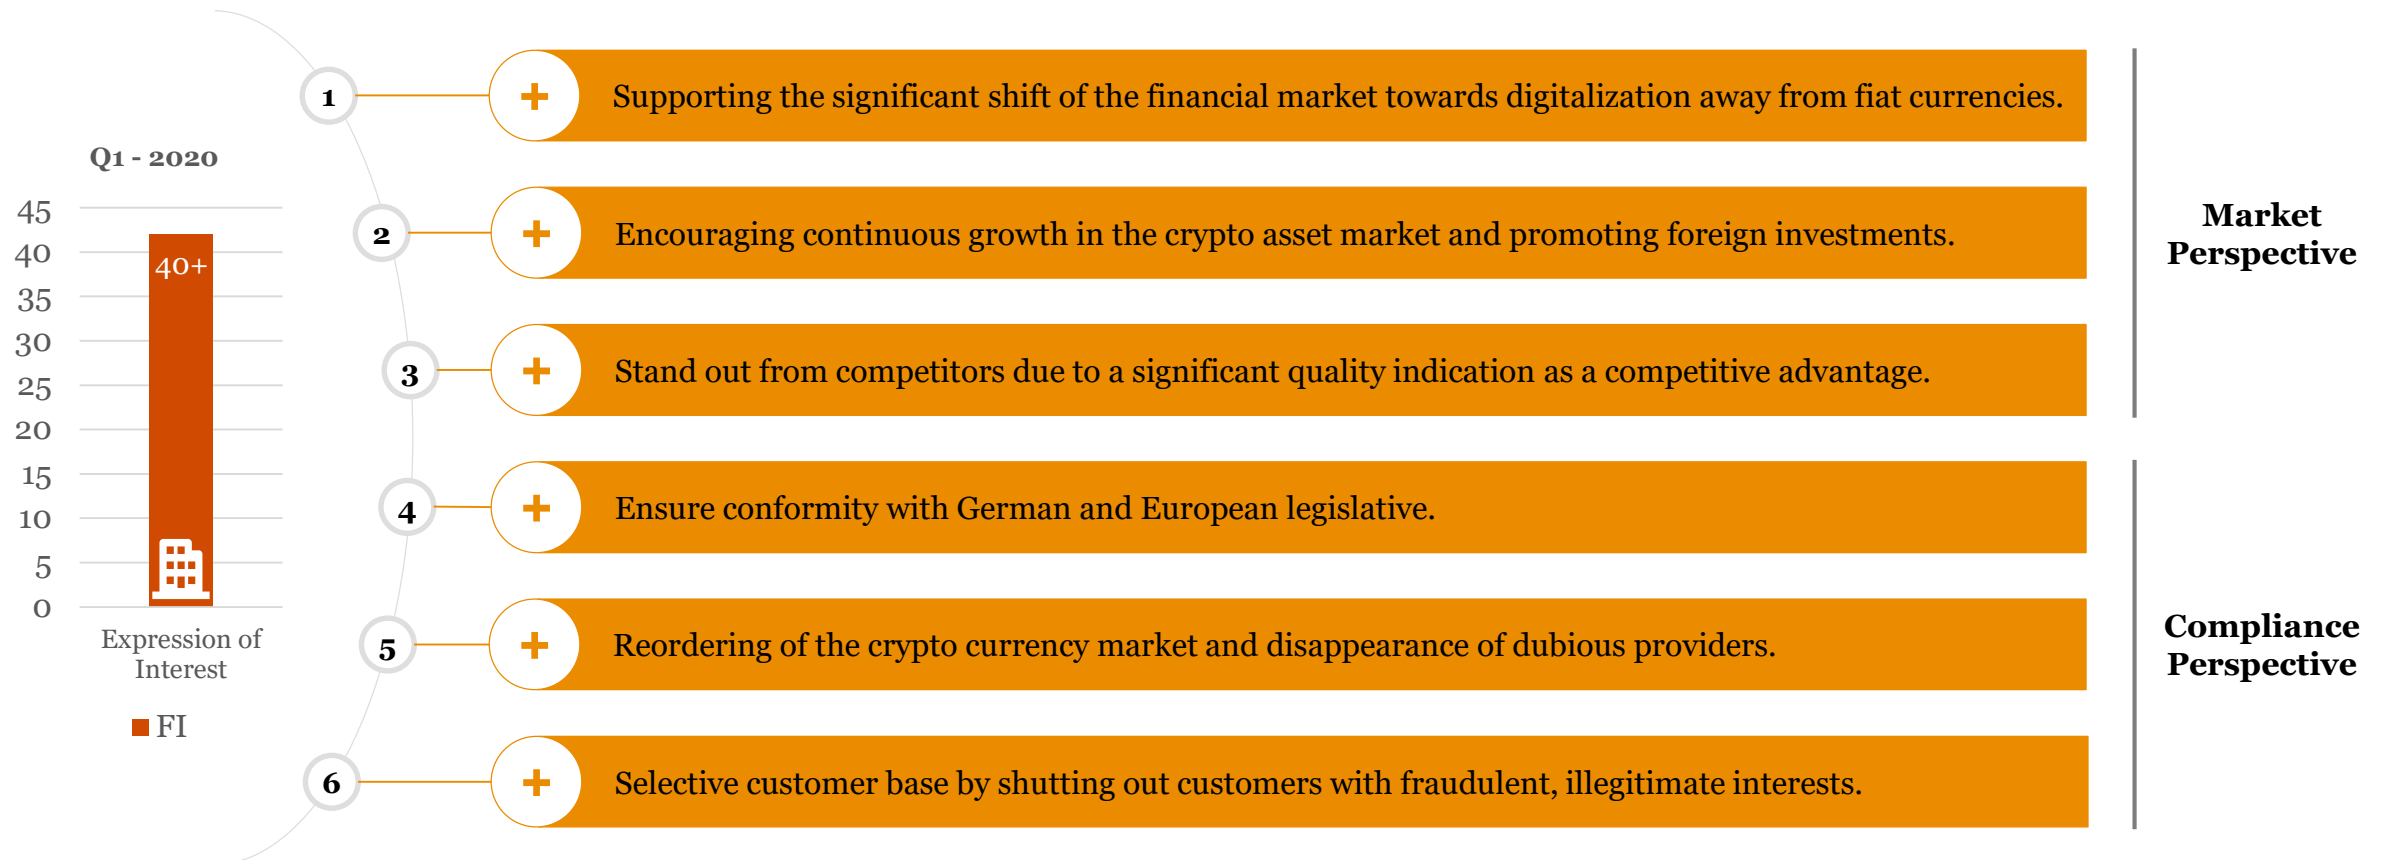 Q1 - 2020
45
40
35
30
25
20
15
10
5
0
40+
Expression of
Interest
FI
1
+
Supporting the significant shift of the financial market towards digitalization away from fiat currencies.
2
+
Encouraging continuous growth in the crypto asset market and promoting foreign investments.
3
+
Stand out from competitors due to a significant quality indication as a competitive advantage.
Market
Perspective
4
+
Ensure conformity with German and European legislative.
5
+
Reordering of the crypto currency market and disappearance of dubious providers.
6
+
Selective customer base by shutting out customers with fraudulent, illegitimate interests.
Compliance
Perspective